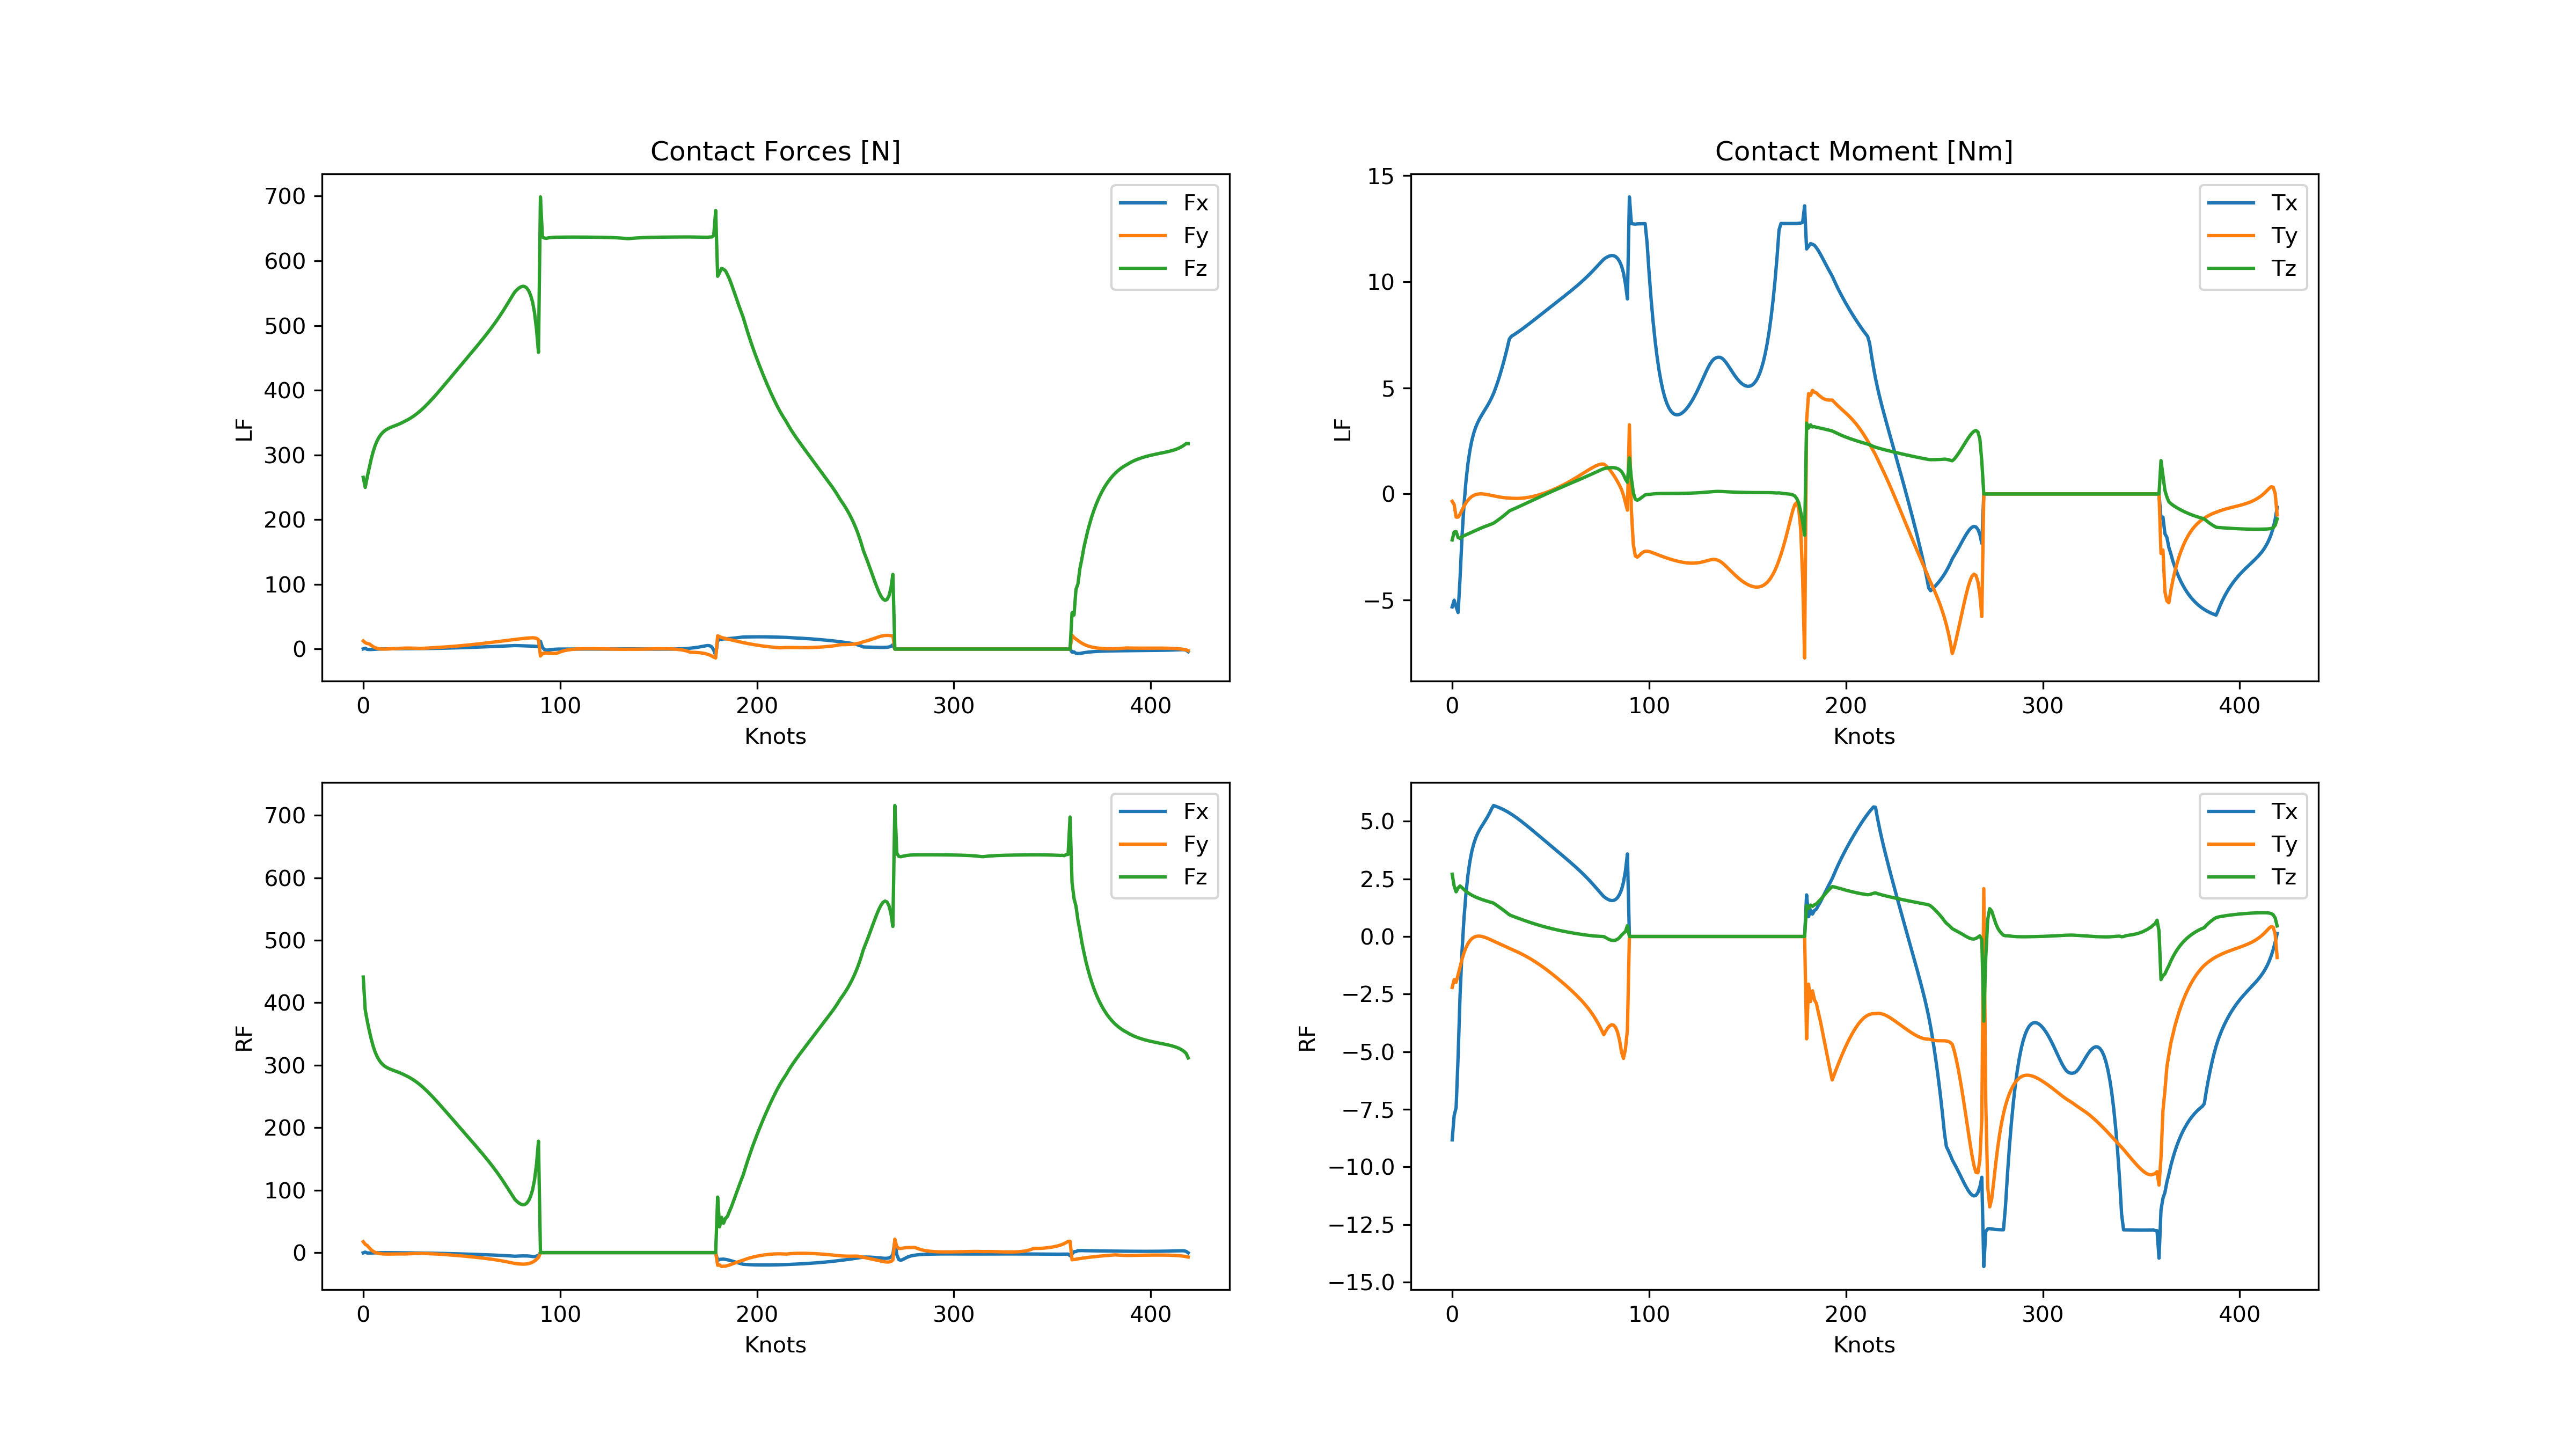 Contact Forces [N]
700
600
500
400
300
200
100
0
LF
Fx
Fy
Fz
0 100 200 300 400
Knots
Contact Moment [Nm]
15
10
5
0
−5
LF
Tx
Ty
Tz
0 100 200 300 400
Knots
700
600
500
400
300
200
100
0
RF
Fx
Fy
Fz
0 100 200 300 400
Knots
5.0
2.5
0.0
−2.5
−5.0
−7.5
−10.0
−12.5
−15.0
RF
Tx
Ty
Tz
0 100 200 300 400
Knots